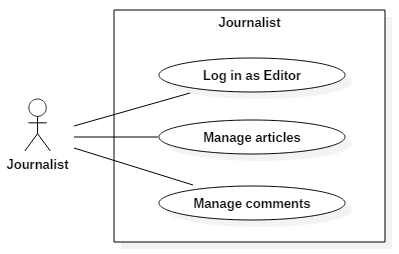 Journalist
Log in as Editor
Manage articles
Journalist
Manage comments